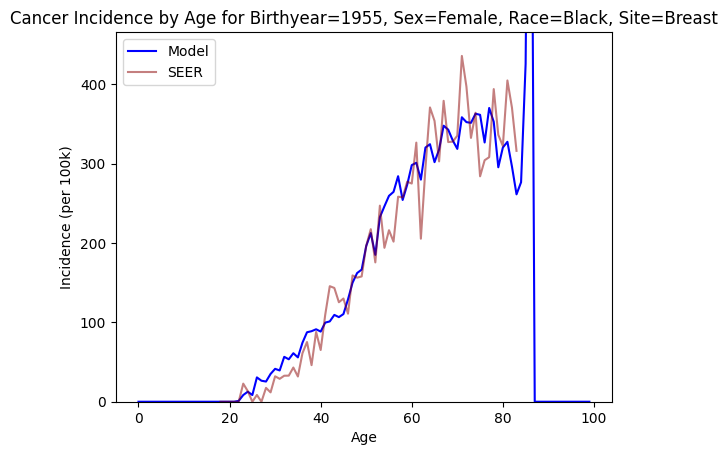 Cancer Incidence by Age for Birthyear=1955, Sex=Female, Race=Black, Site=Breast
Model
SEER
400
300
200
100
0
Incidence (per 100k)
0 20 40 60 80 100
Age